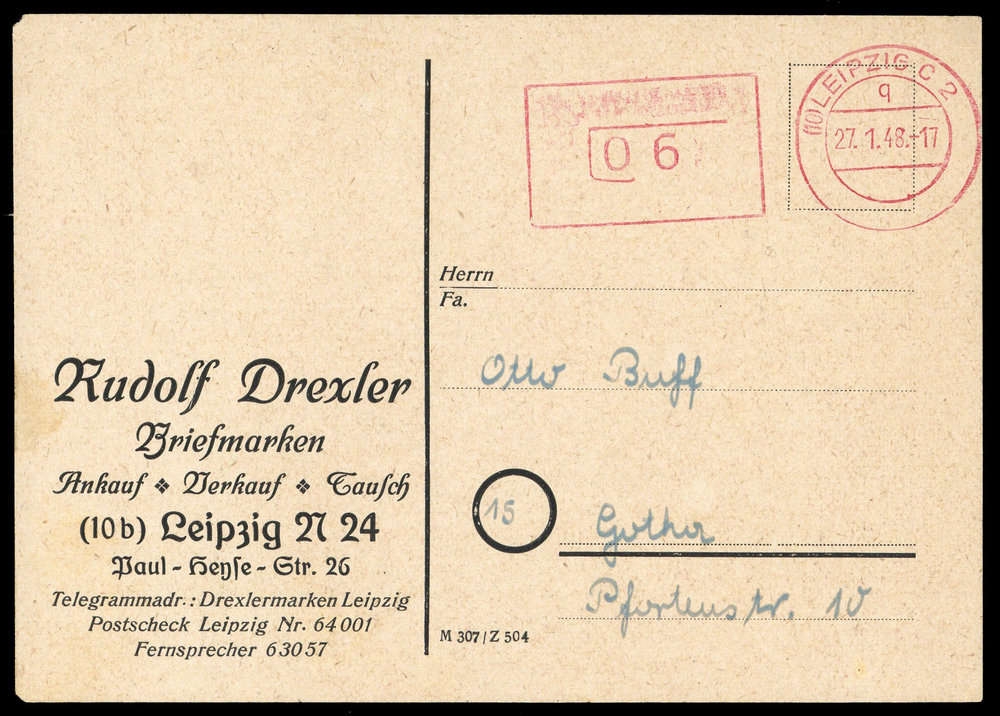 (10) LEIPZIG C 2
q
27.1.48.-17
06
Herrn
Fa.
Otto Buff
15
Gotha
Pfortenstr. 10
M 307/Z 504
Rudolf Drexler
Briefmarken
Ankauf ❖ Verkauf ❖ Tauſch
(10b) Leipzig N 24
Paul-Heyſe-Str. 26
Telegrammadr.: Drexlermarken Leipzig
Postscheck Leipzig Nr. 64001
Fernsprecher 63057